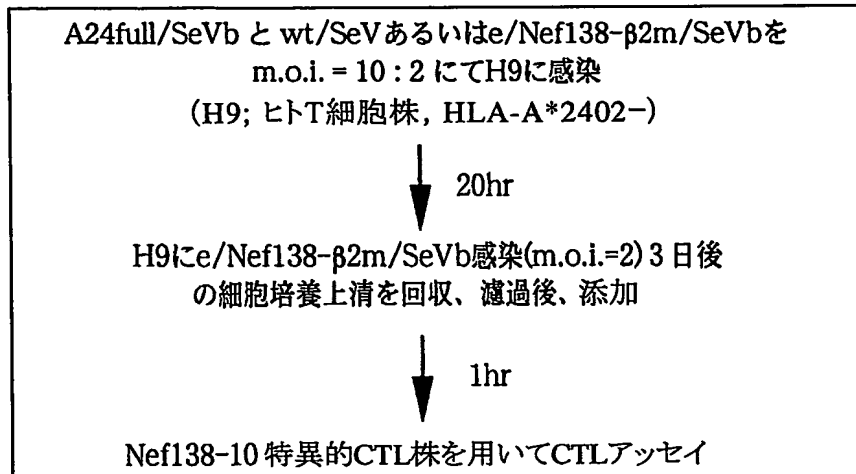 A24full/SeVb と wt/SeVあるいはe/Nef138-β2m/SeVbを
m.o.i. = 10 : 2 にてH9に感染
(H9; ヒトT細胞株, HLA-A*2402−)
20hr
H9にe/Nef138-β2m/SeVb感染(m.o.i.=2) 3 日後
の細胞培養上清を回収、濾過後、添加
1hr
Nef138-10 特異的CTL株を用いてCTLアッセイ